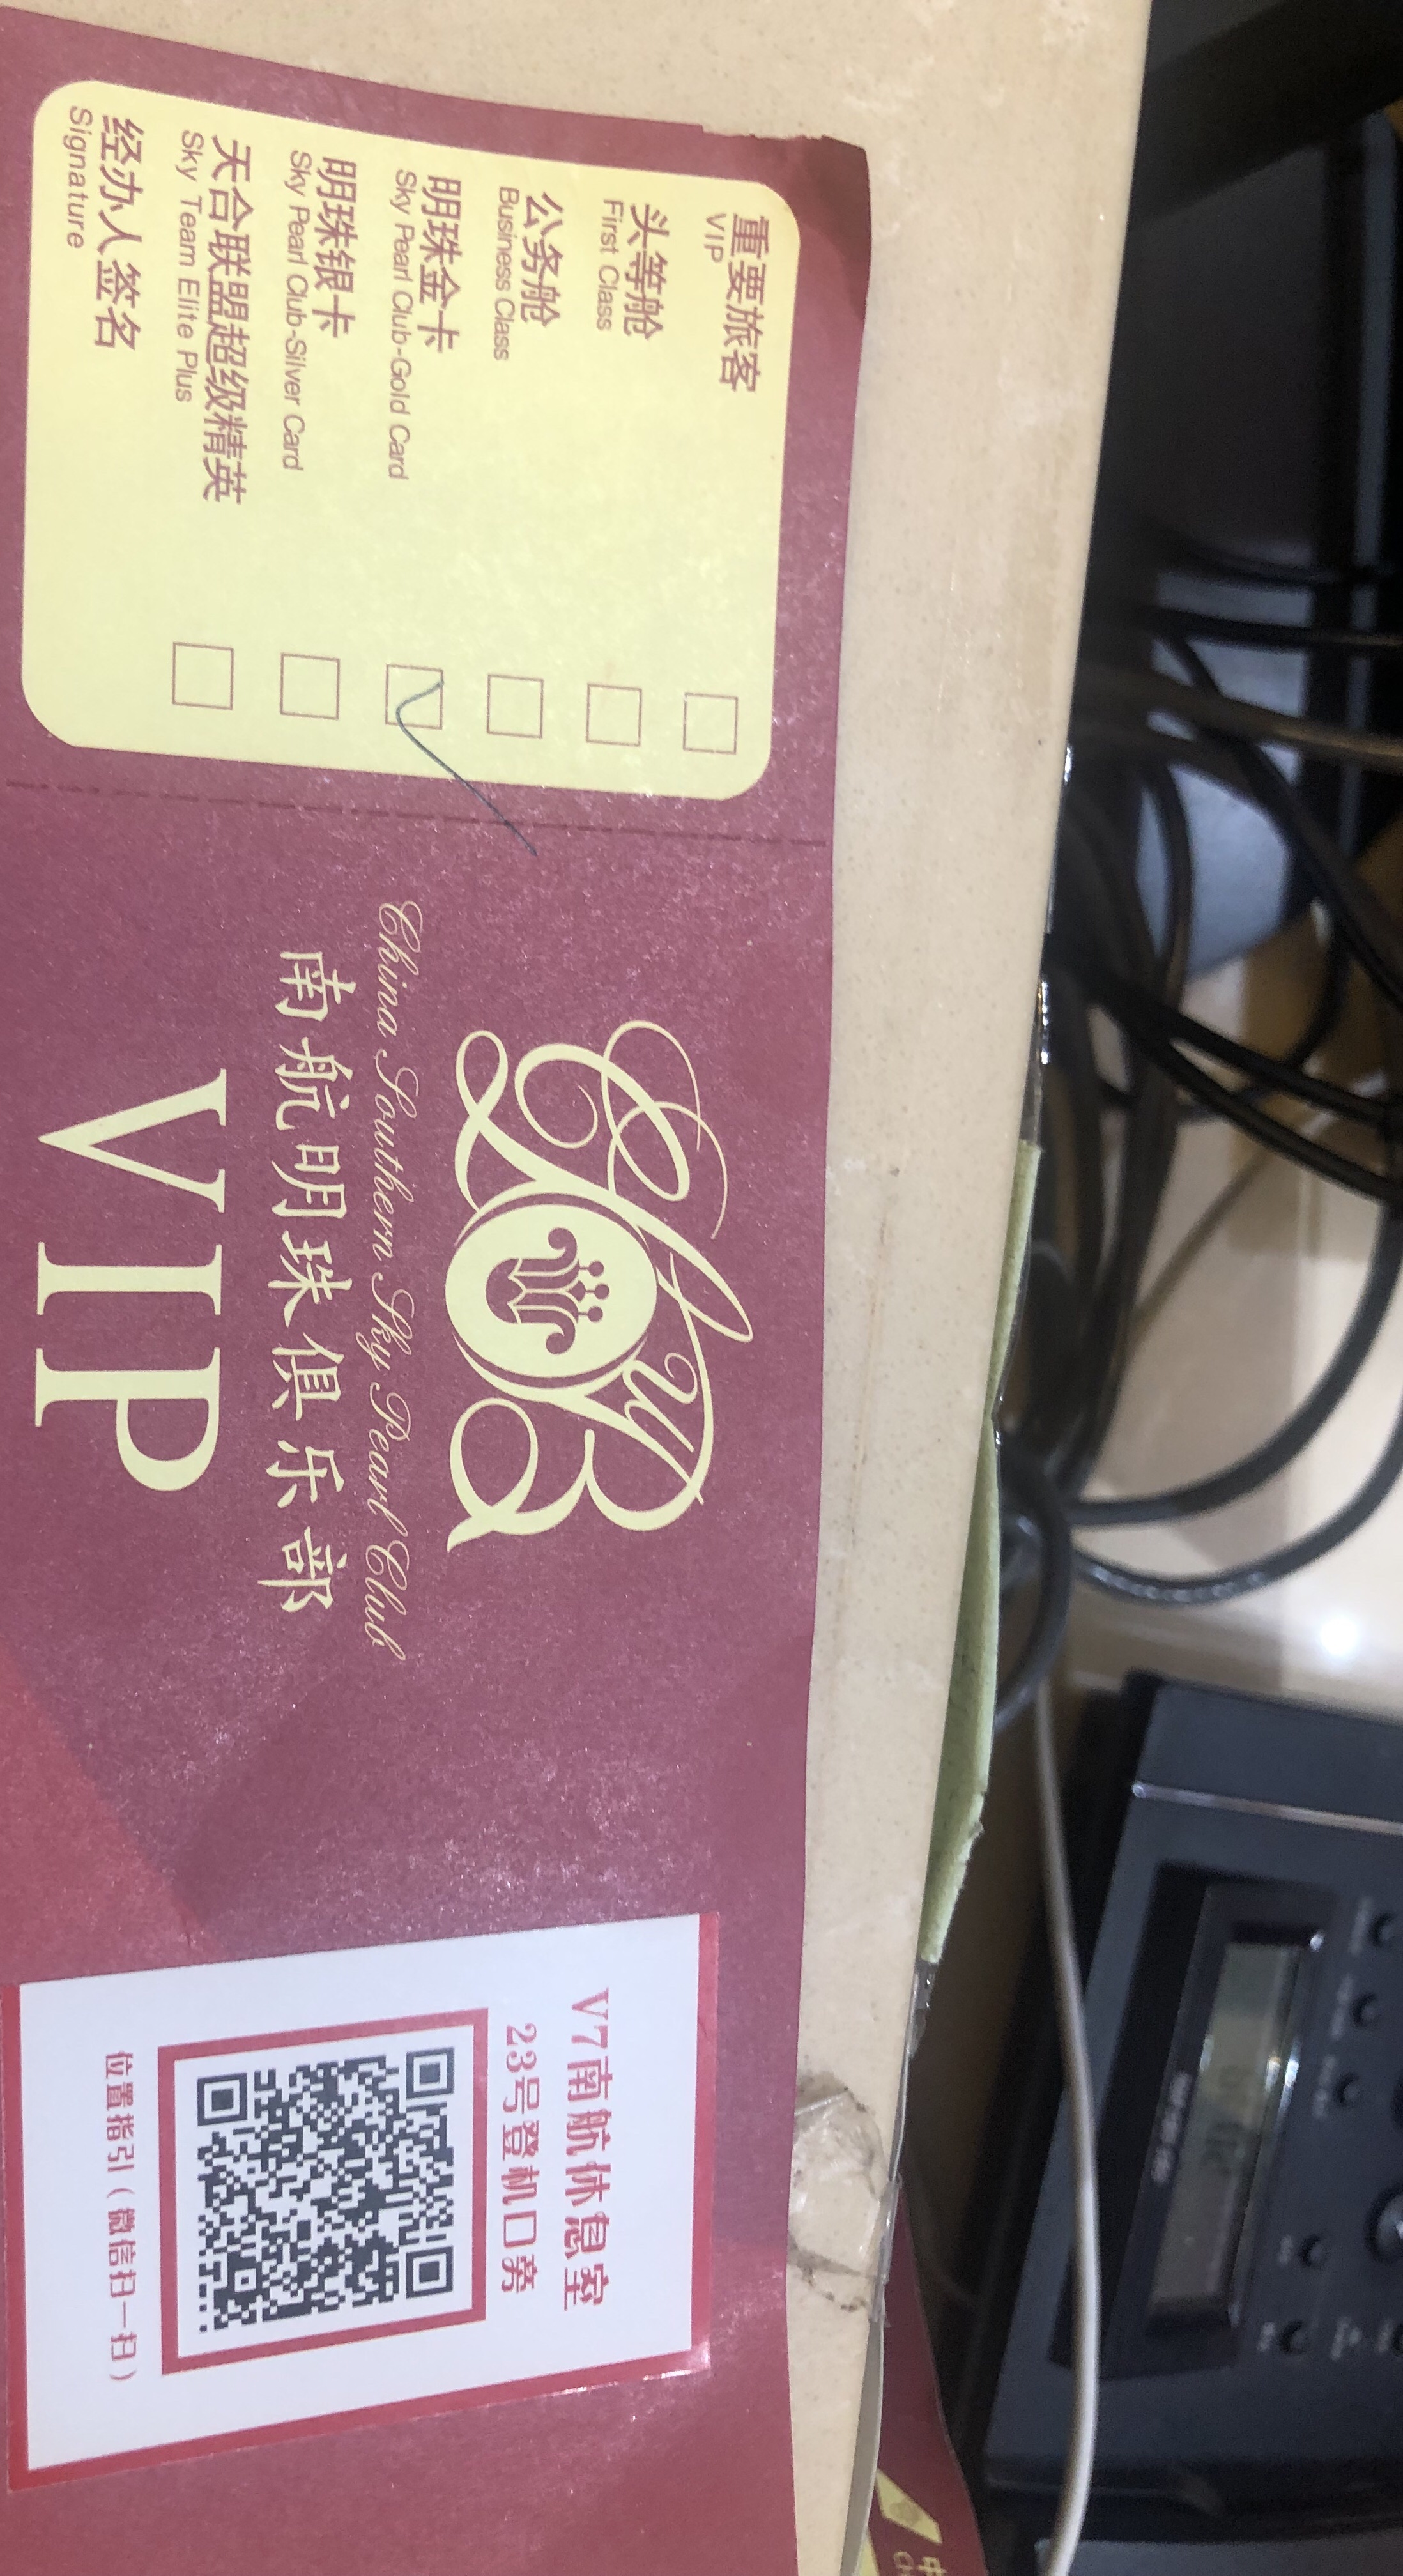 重要旅客
VIP
头等舱
First Class
公务舱
Business Class
明珠金卡
Sky Pearl Club-Gold Card
明珠银卡
Sky Pearl Club-Silver Card
天合联盟超级精英
Sky Team Elite Plus
经办人签名
Signature
Club
China Southern Sky Pearl Club
南航明珠俱乐部
VIP
V7南航休息室
23号登机口旁
位置指引（微信扫一扫）